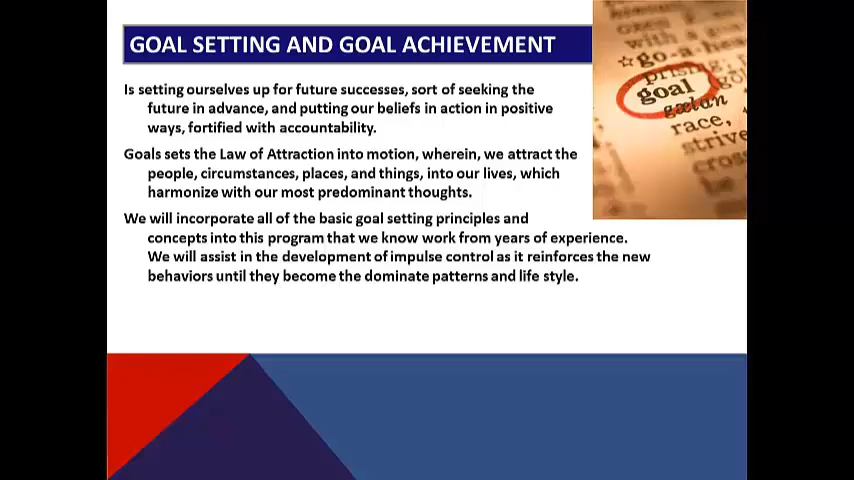 GOAL SETTING AND GOAL ACHIEVEMENT
Is setting ourselves up for future successes, sort of seeking the
future in advance, and putting our beliefs in action in positive
ways, fortified with accountability.
Goals sets the Law of Attraction into motion, wherein, we attract the
people, circumstances, places, and things, into our lives, which
harmonize with our most predominant thoughts.
We will incorporate all of the basic goal setting principles and
concepts into this program that we know work from years of experience.
We will assist in the development of impulse control as it reinforces the new
behaviors until they become the dominate patterns and life style.
with a
go-a-hea
goal
race,
strive